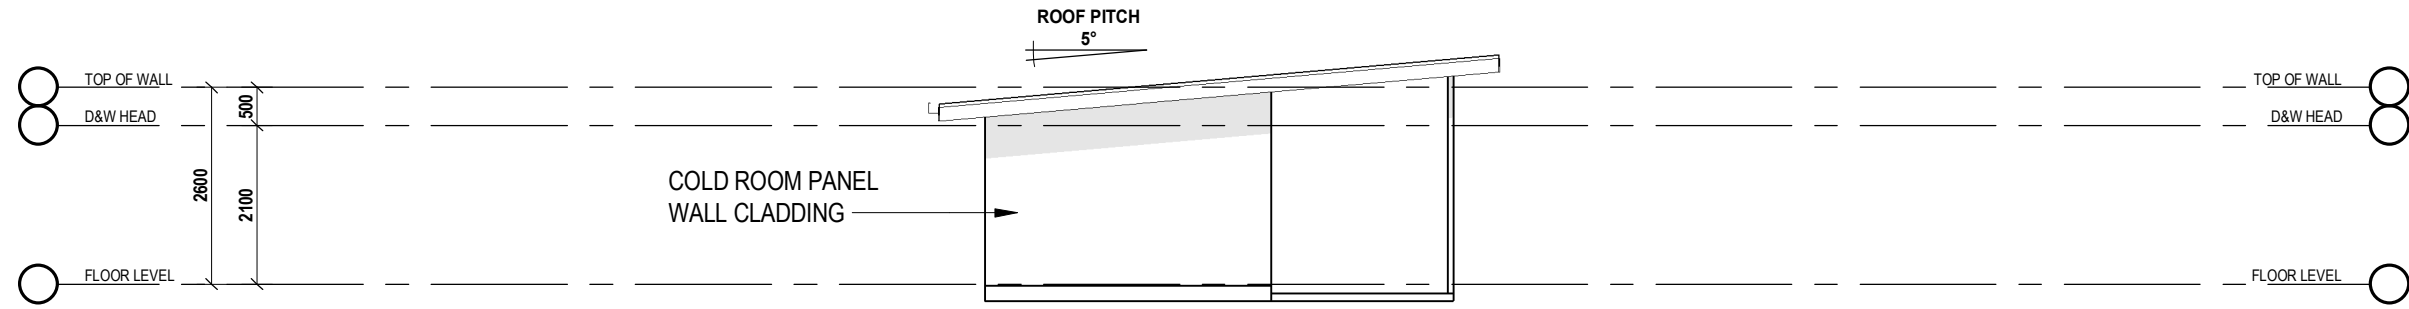 ROOF PITCH
5°
TOP OF WALL
TOP OF WALL
500
D&W HEAD
D&W HEAD
2600
2100
COLD ROOM PANEL
WALL CLADDING
FLOOR LEVEL
FLOOR LEVEL